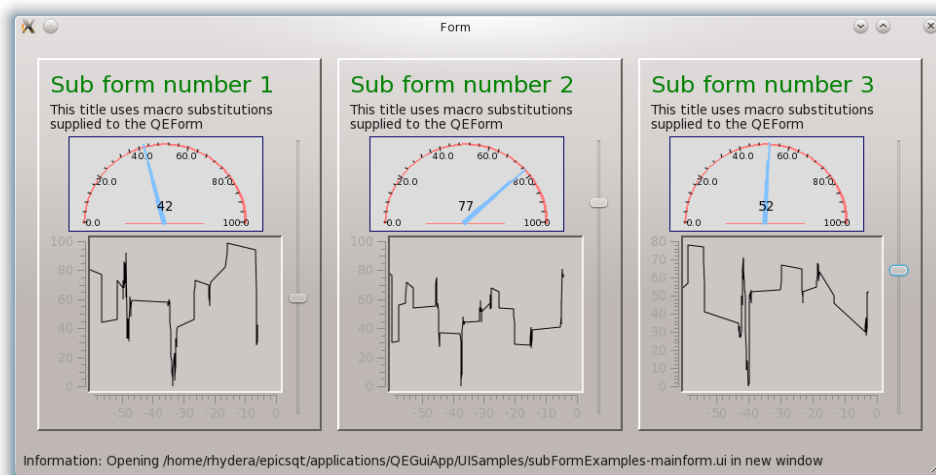 Form
Sub form number 1
This title uses macro substitutions
supplied to the QEForm
0.0 20.0 40.0 60.0 80.0 100.0
42
100
80
60
40
20
0
-50 -40 -30 -20 -10 0
Sub form number 2
This title uses macro substitutions
supplied to the QEForm
0.0 20.0 40.0 60.0 80.0 100.0
77
100
80
60
40
20
0
-50 -40 -30 -20 -10 0
Sub form number 3
This title uses macro substitutions
supplied to the QEForm
0.0 20.0 40.0 60.0 80.0 100.0
52
80
70
60
50
40
30
20
10
0
-50 -40 -30 -20 -10 0
Information: Opening /home/rhydera/epicsqt/applications/QEGuiApp/UISamples/subFormExamples-mainform.ui in new window